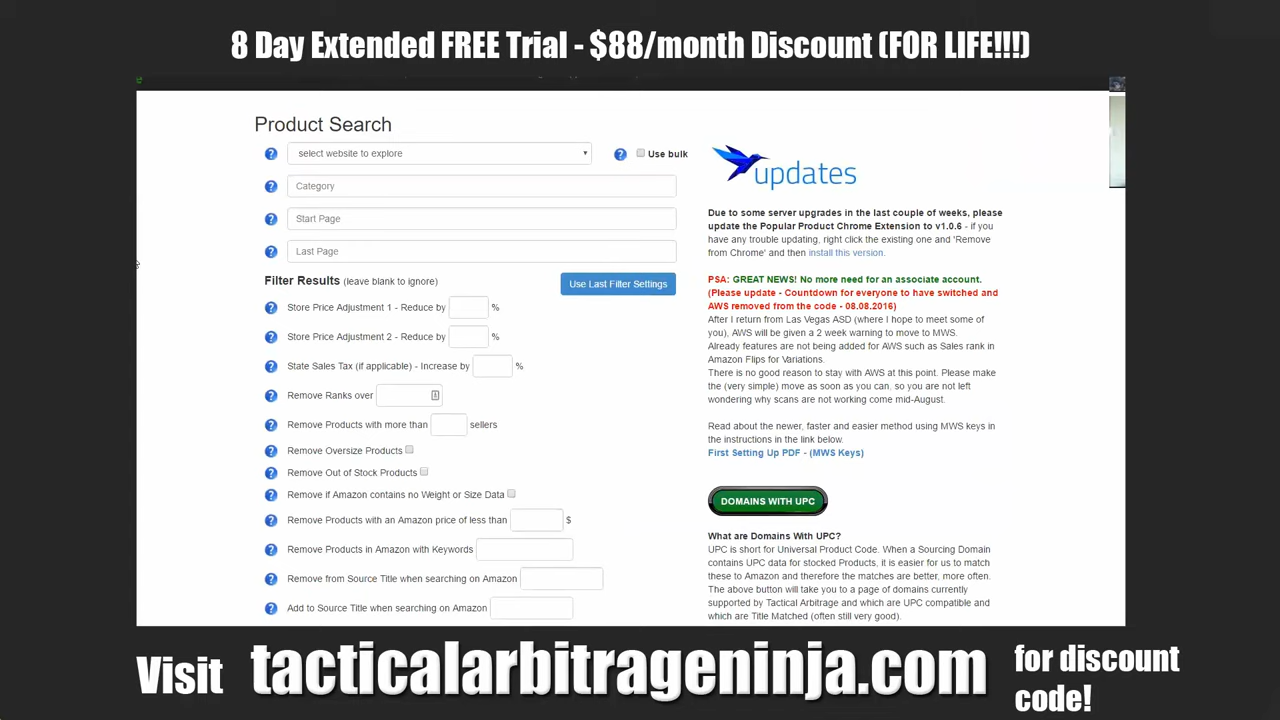 8 Day Extended FREE Trial - $88/month Discount (FOR LIFE!!!)
Product Search
select website to explore
Use bulk
Category
Start Page
Last Page
Filter Results (leave blank to ignore)
Use Last Filter Settings
Store Price Adjustment 1 - Reduce by %
Store Price Adjustment 2 - Reduce by %
State Sales Tax (if applicable) - Increase by %
Remove Ranks over
Remove Products with more than sellers
Remove Oversize Products
Remove Out of Stock Products
Remove if Amazon contains no Weight or Size Data
Remove Products with an Amazon price of less than $
Remove Products in Amazon with Keywords
Remove from Source Title when searching on Amazon
Add to Source Title when searching on Amazon
updates
Due to some server upgrades in the last couple of weeks, please
update the Popular Product Chrome Extension to v1.0.6 - if you
have any trouble updating, right click the existing one and 'Remove
from Chrome' and then install this version.
PSA: GREAT NEWS! No more need for an associate account.
(Please update - Countdown for everyone to have switched and
AWS removed from the code - 08.08.2016)
After I return from Las Vegas ASD (where I hope to meet some of
you), AWS will be given a 2 week warning to move to MWS.
Already features are not being added for AWS such as Sales rank in
Amazon Flips for Variations.
There is no good reason to stay with AWS at this point. Please make
the (very simple) move as soon as you can. so you are not left
wondering why scans are not working come mid-August.
Read about the newer, faster and easier method using MWS keys in
the instructions in the link below.
First Setting Up PDF - (MWS Keys)
DOMAINS WITH UPC
What are Domains With UPC?
UPC is short for Universal Product Code. When a Sourcing Domain
contains UPC data for stocked Products, it is easier for us to match
these to Amazon and therefore the matches are better, more often.
The above button will take you to a page of domains currently
supported by Tactical Arbitrage and which are UPC compatible and
which are Title Matched (often still very good).
Visit tacticalarbitrageninja.com for discount
code!